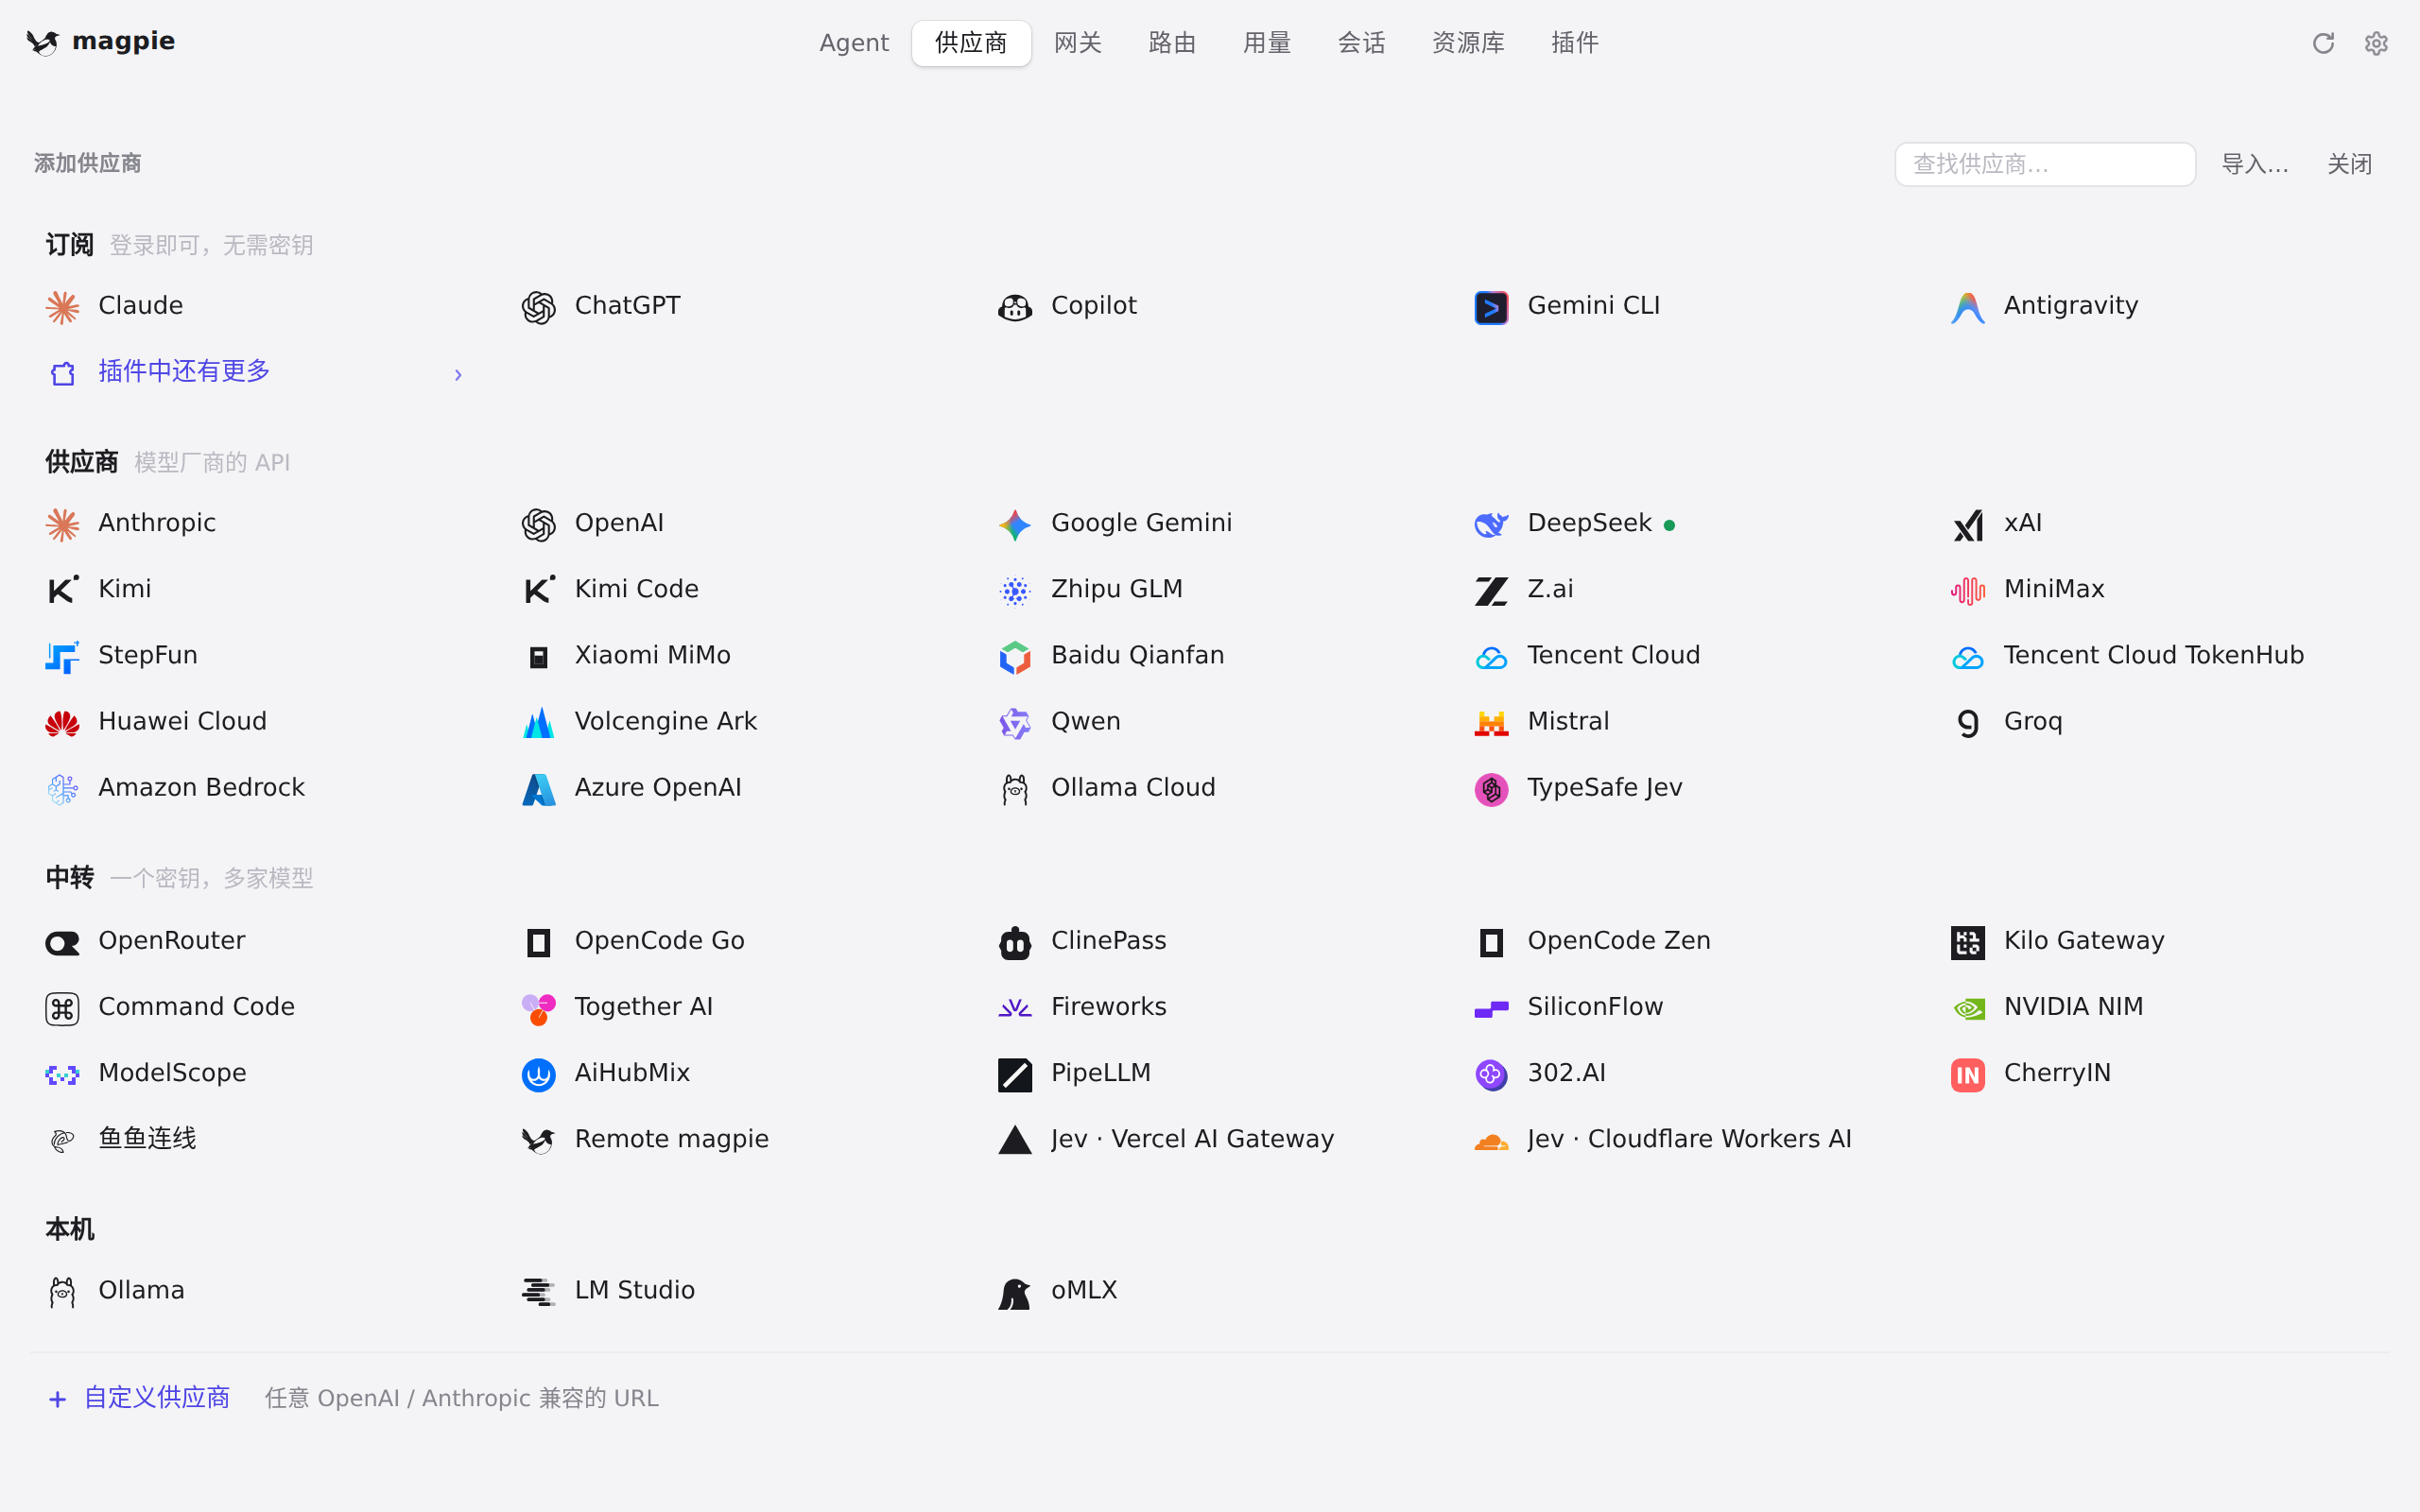 magpie
Agent 供应商 网关 路由 用量 会话 资源库 插件
添加供应商 查找供应商... 导入... 关闭
订阅 登录即可，无需密钥
Claude ChatGPT Copilot Gemini CLI Antigravity
插件中还有更多
供应商 模型厂商的 API
Anthropic OpenAI Google Gemini DeepSeek xAI
Kimi Kimi Code Zhipu GLM Z.ai MiniMax
StepFun Xiaomi MiMo Baidu Qianfan Tencent Cloud Tencent Cloud TokenHub
Huawei Cloud Volcengine Ark Qwen Mistral Groq
Amazon Bedrock Azure OpenAI Ollama Cloud TypeSafe Jev
中转 一个密钥，多家模型
OpenRouter OpenCode Go ClinePass OpenCode Zen Kilo Gateway
Command Code Together AI Fireworks SiliconFlow NVIDIA NIM
ModelScope AiHubMix PipeLLM 302.AI CherryIN
鱼鱼连线 Remote magpie Jev · Vercel AI Gateway Jev · Cloudflare Workers AI
本机
Ollama LM Studio oMLX
+ 自定义供应商 任意 OpenAI / Anthropic 兼容的 URL